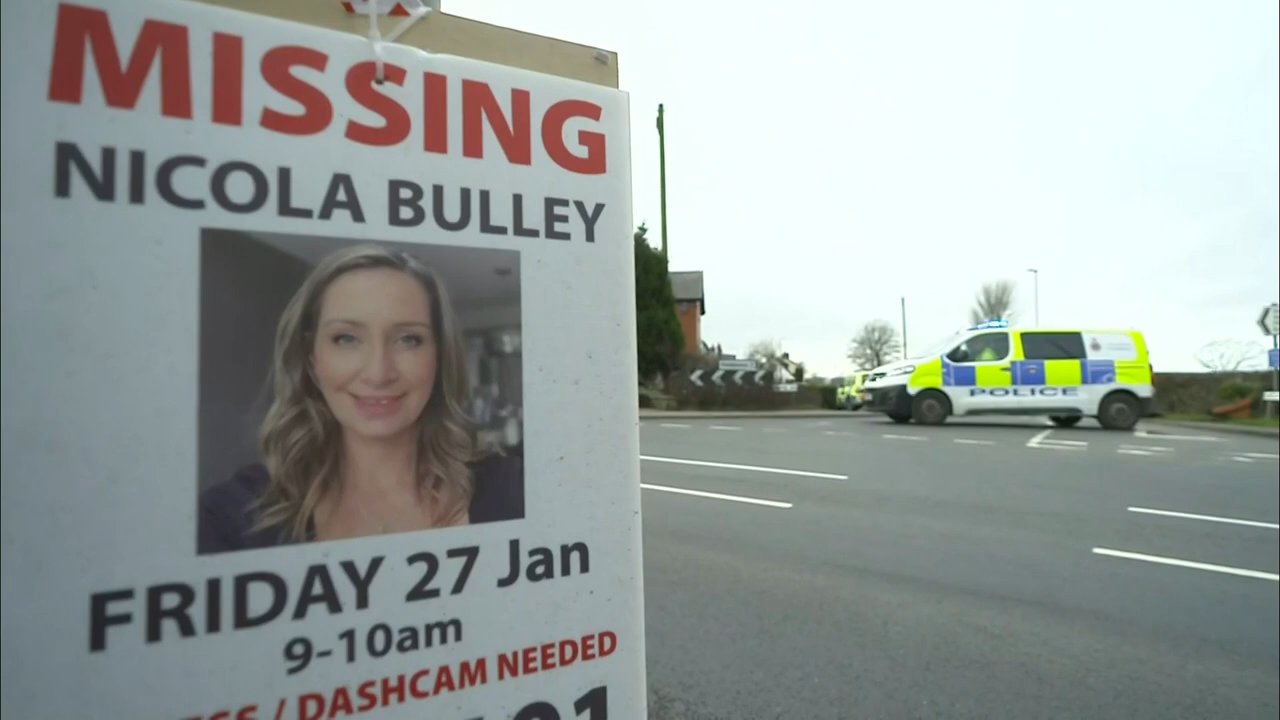 MISSING
NICOLA BULLEY
FRIDAY 27 Jan
9-10am
/ DASHCAM NEEDED
POLICE